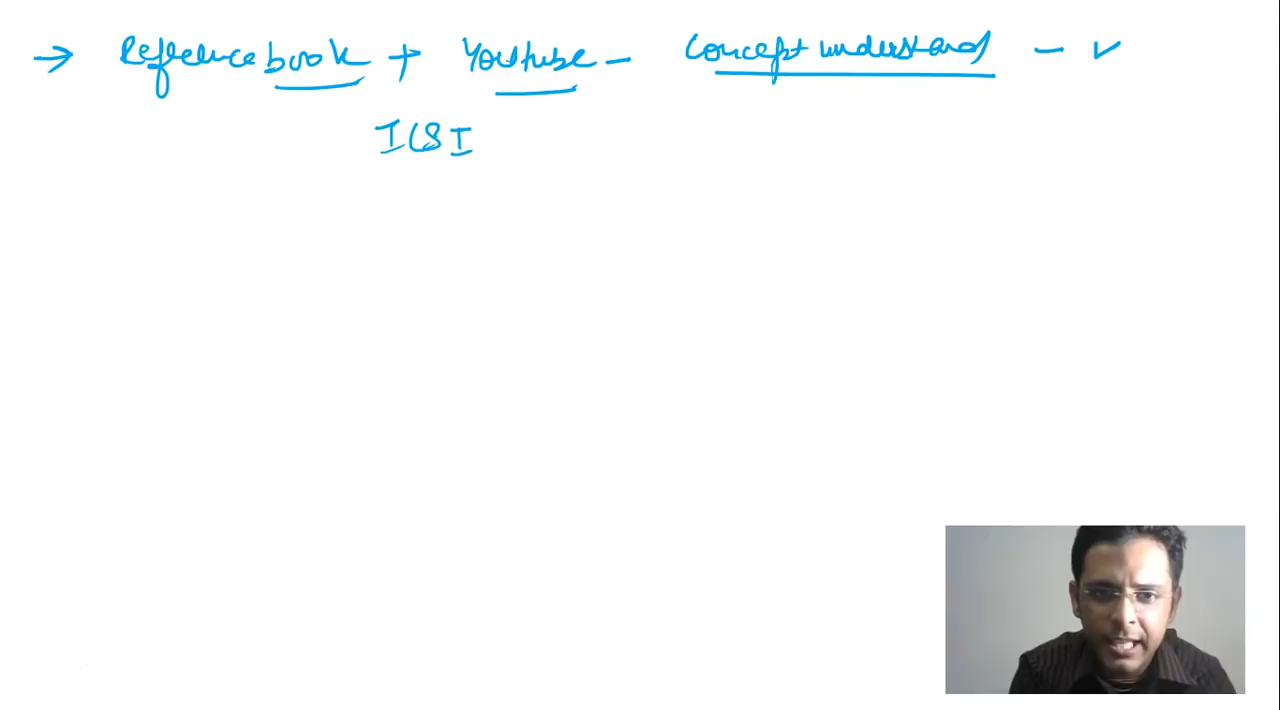 → Reference book + Youtube - Concept understand - ✓
ICSI